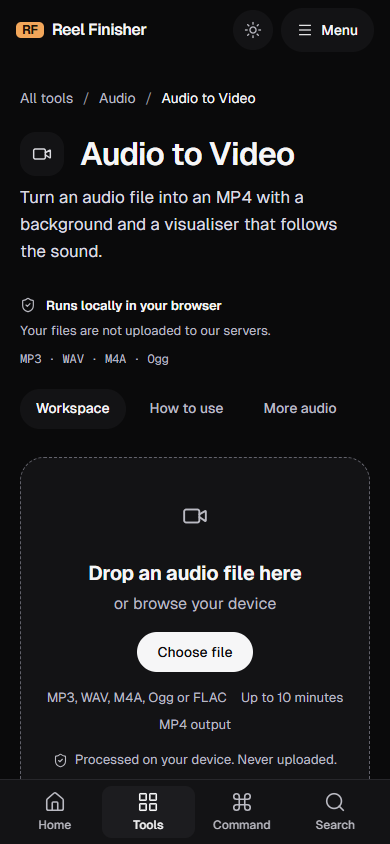 RF Reel Finisher Menu
All tools / Audio / Audio to Video
Audio to Video
Turn an audio file into an MP4 with a
background and a visualiser that follows
the sound.
Runs locally in your browser
Your files are not uploaded to our servers.
MP3 · WAV · M4A · Ogg
Workspace How to use More audio
Drop an audio file here
or browse your device
Choose file
MP3, WAV, M4A, Ogg or FLAC Up to 10 minutes
MP4 output
Processed on your device. Never uploaded.
Home Tools Command Search